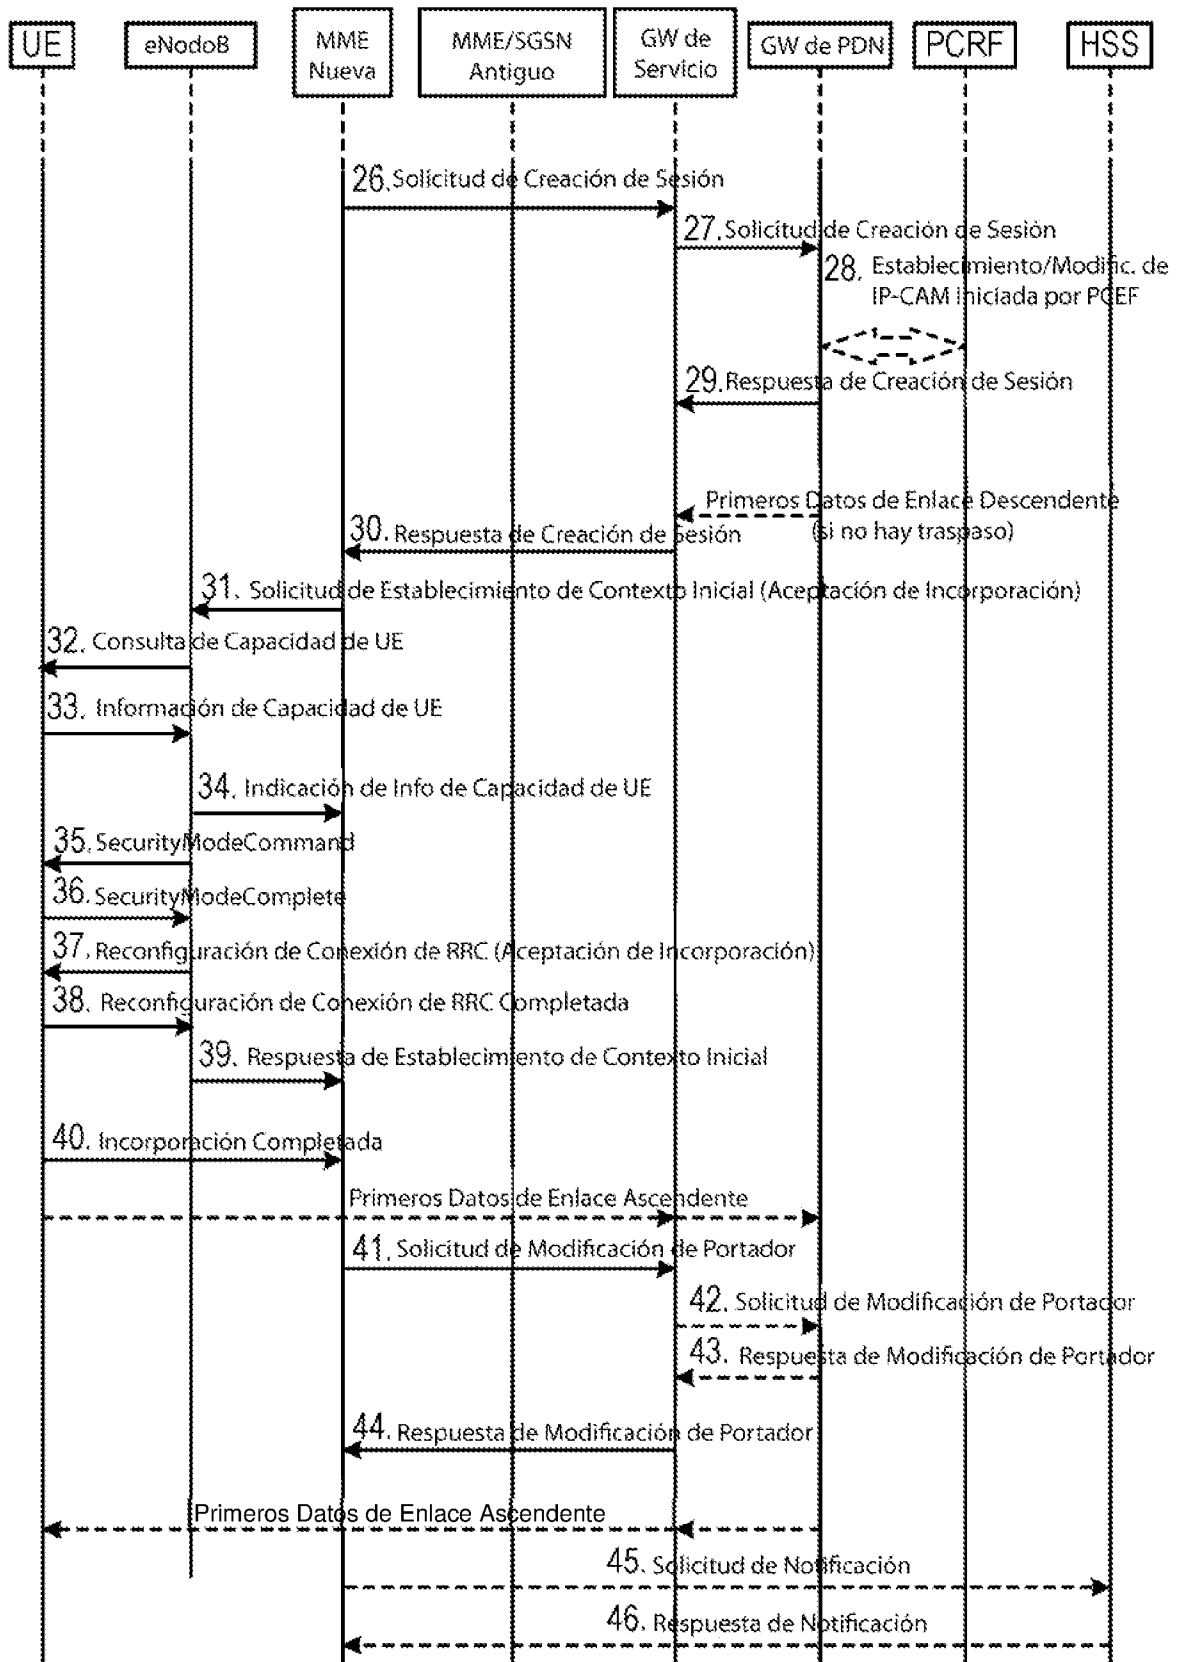 UE
eNodoB
MME
Nueva
MME/SGSN
Antiguo
GW de
Servicio
GW de PDN
PCRF
HSS
26. Solicitud de Creación de Sesión
27. Solicitud de Creación de Sesión
28. Establecimiento/Modific. de
IP-CAM iniciada por PCEF
29. Respuesta de Creación de Sesión
Primeros Datos de Enlace Descendente
(si no hay traspaso)
30. Respuesta de Creación de Sesión
31. Solicitud de Establecimiento de Contexto Inicial (Aceptación de Incorporación)
32. Consulta de Capacidad de UE
33. Información de Capacidad de UE
34. Indicación de Info de Capacidad de UE
35. SecurityModeCommand
36. SecurityModeComplete
37. Reconfiguración de Conexión de RRC (Aceptación de Incorporación)
38. Reconfiguración de Conexión de RRC Completada
39. Respuesta de Establecimiento de Contexto Inicial
40. Incorporación Completada
Primeros Datos de Enlace Ascendente
41. Solicitud de Modificación de Portador
42. Solicitud de Modificación de Portador
43. Respuesta de Modificación de Portador
44. Respuesta de Modificación de Portador
Primeros Datos de Enlace Ascendente
45. Solicitud de Notificación
46. Respuesta de Notificación